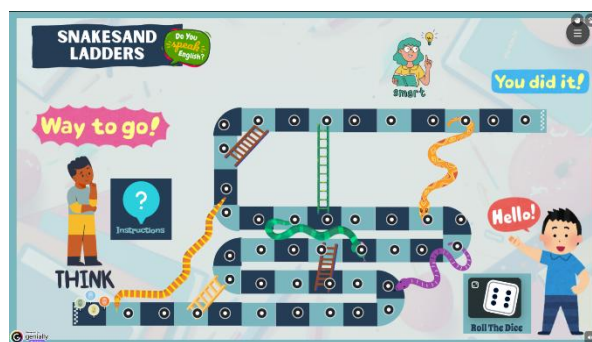 SNAKESAND
LADDERS
Do You
speak
English?
smart
You did it!
Way to go!
Instructions
Hello!
THINK
Roll The Dice
genially